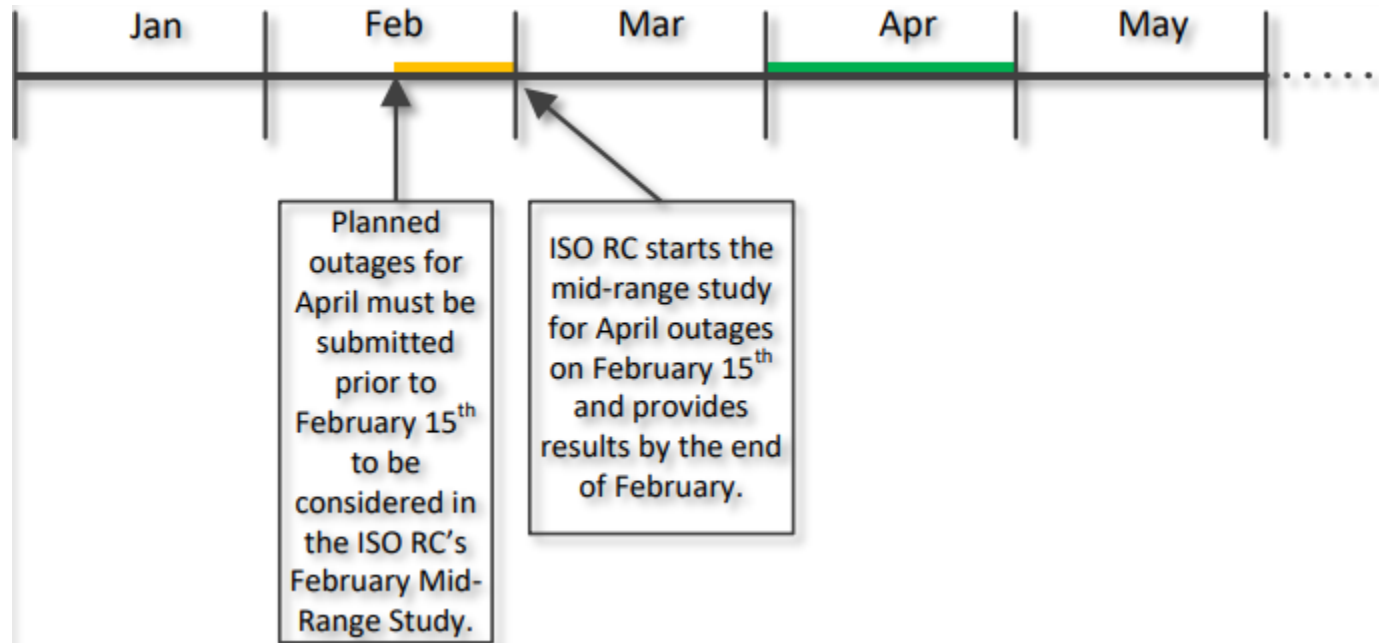 Jan Feb Mar Apr May
Planned
outages for
April must be
submitted
prior to
February 15th
to be
considered in
the ISO RC’s
February Mid-
Range Study.
ISO RC starts the
mid-range study
for April outages
on February 15th
and provides
results by the end
of February.